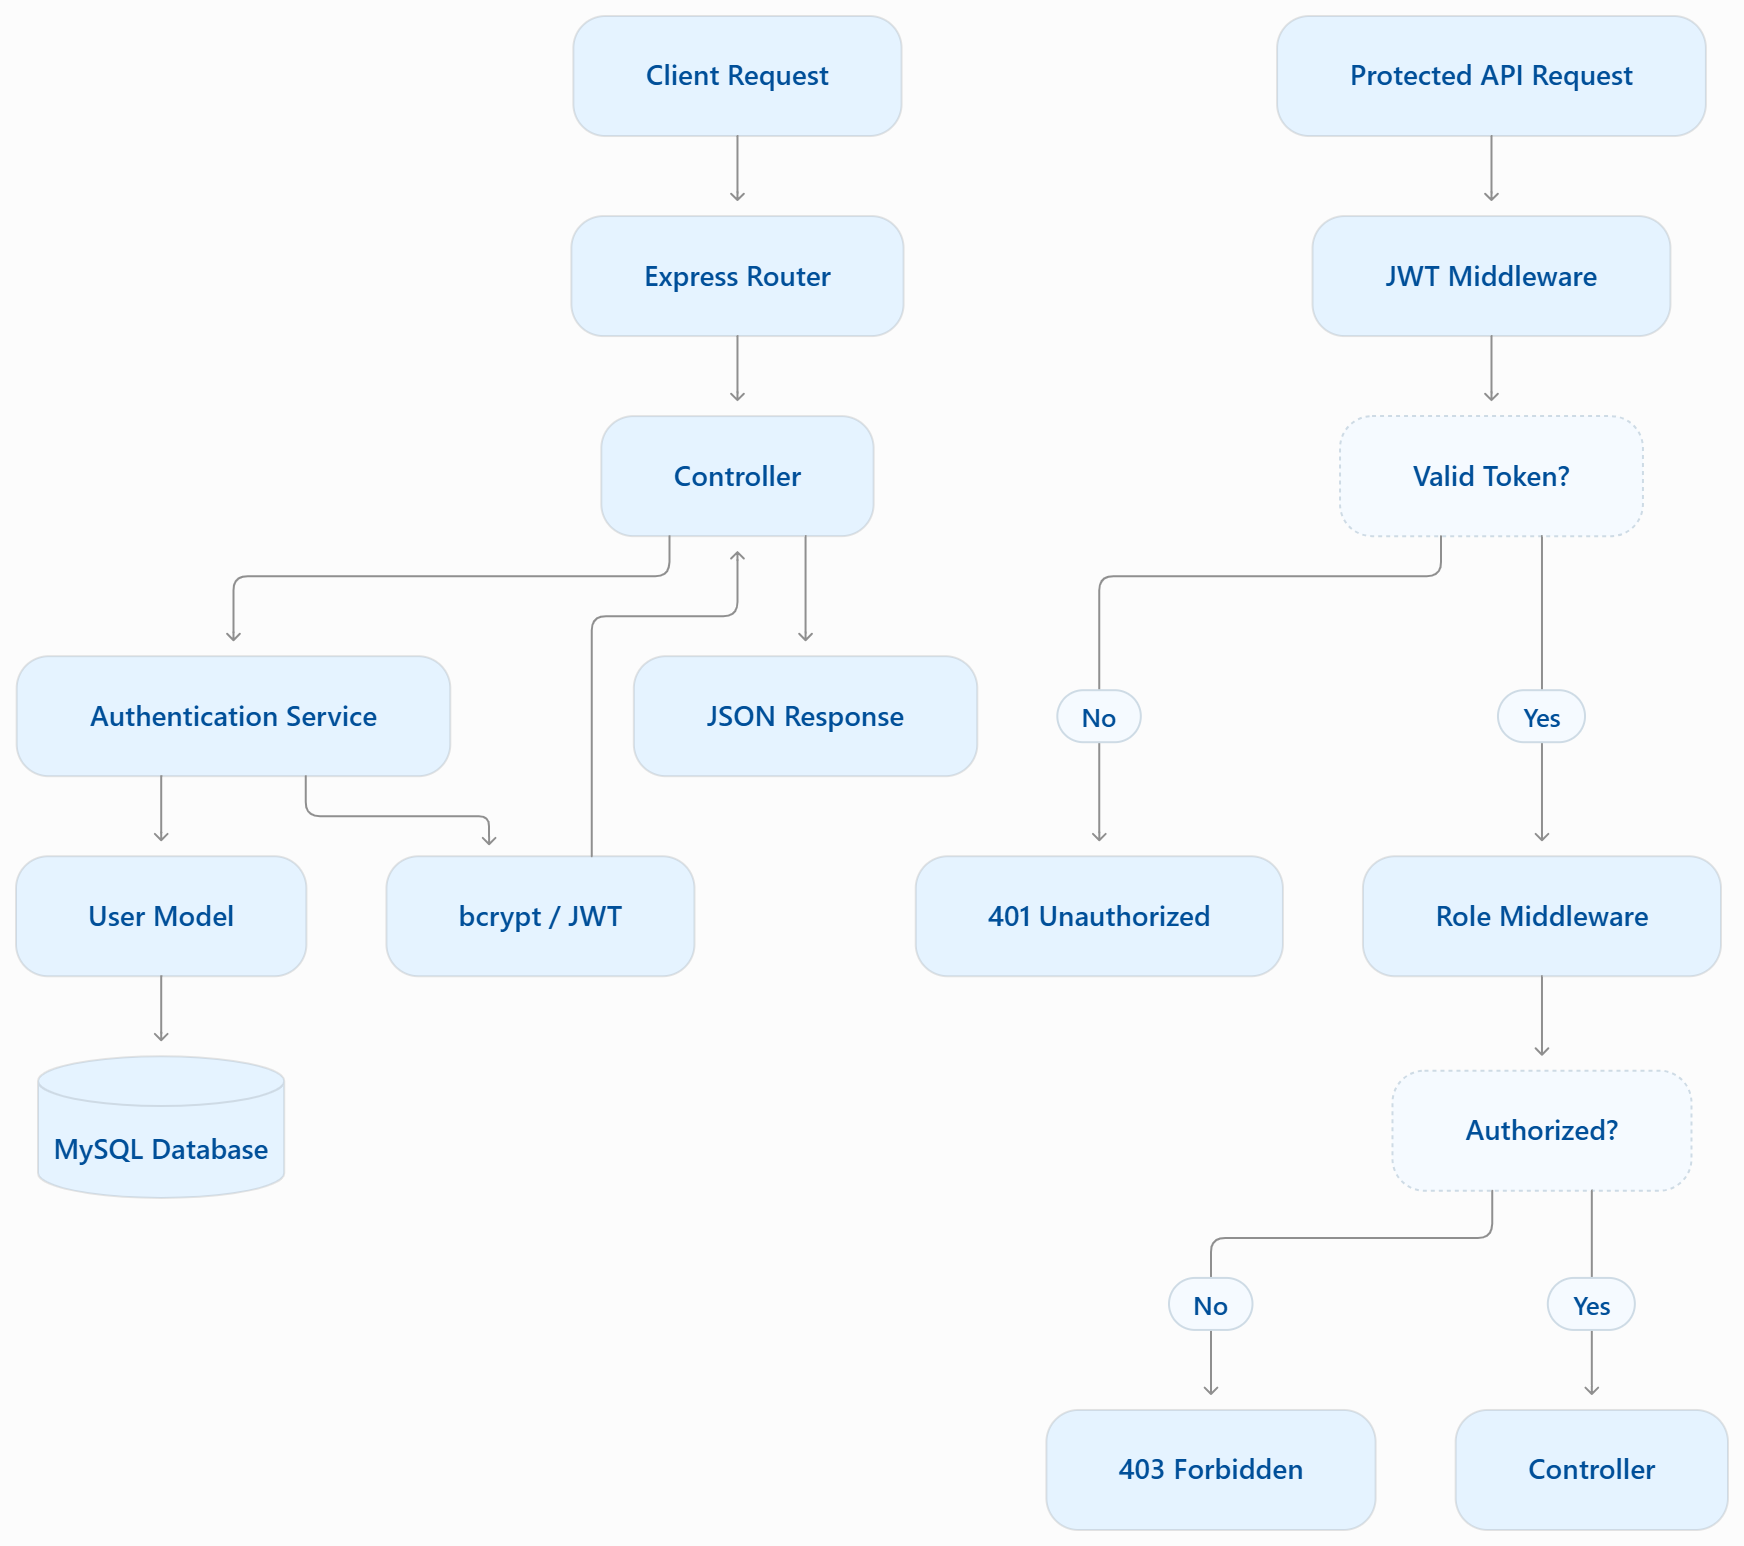 Client Request
Express Router
Controller
Authentication Service
JSON Response
User Model
bcrypt / JWT
MySQL Database
Protected API Request
JWT Middleware
Valid Token?
No
Yes
401 Unauthorized
Role Middleware
Authorized?
No
Yes
403 Forbidden
Controller